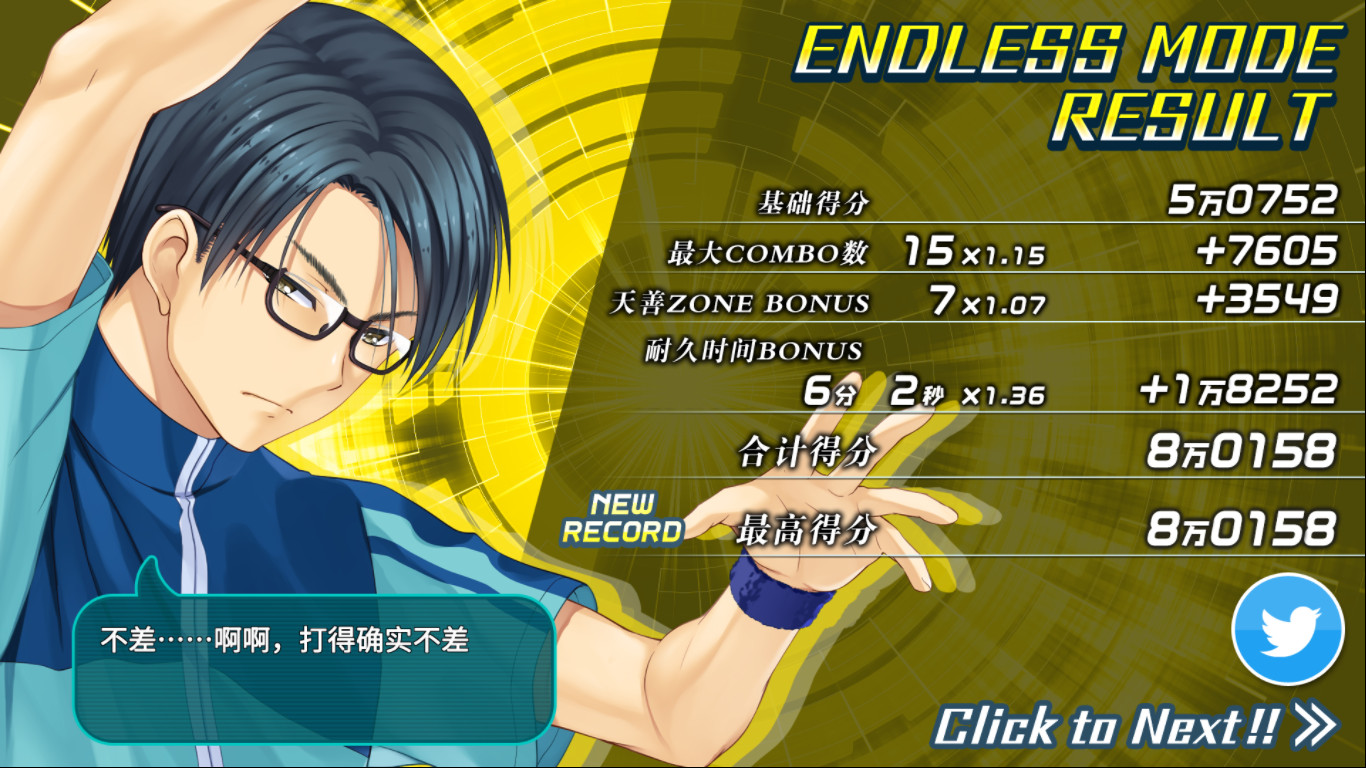 ENDLESS MODE
RESULT
基础得分 5万0752
最大COMBO数 15×1.15 +7605
天善ZONE BONUS 7×1.07 +3549
耐久时间BONUS
6分 2秒 ×1.36 +1万8252
合计得分 8万0158
NEW
RECORD
最高得分 8万0158
不差……啊啊，打得确实不差
Click to Next!!